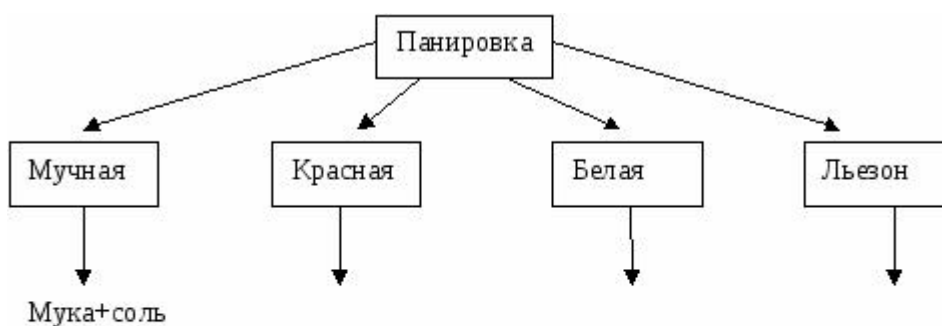 Панировка
Мучная
Красная
Белая
Льезон
Мука+соль